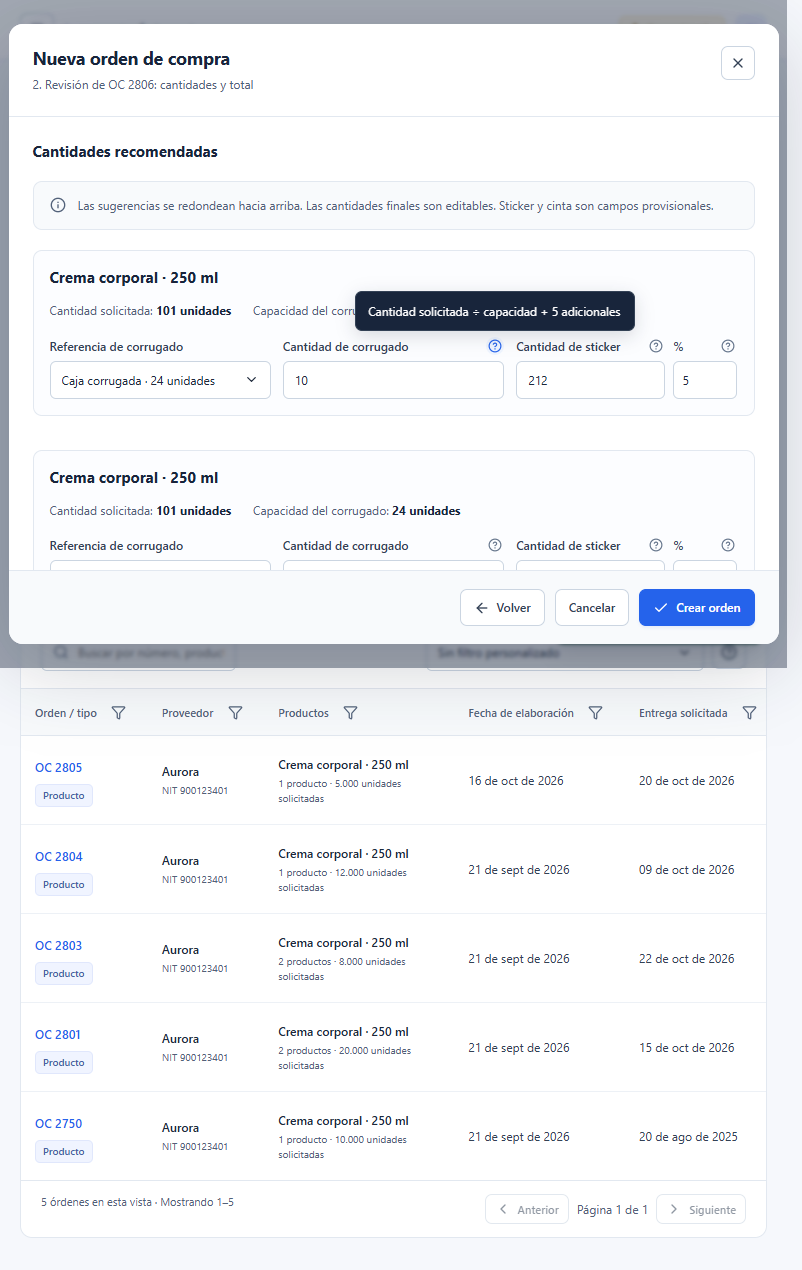 Nueva orden de compra
2. Revisión de OC 2806: cantidades y total
Cantidades recomendadas
Las sugerencias se redondean hacia arriba. Las cantidades finales son editables. Sticker y cinta son campos provisionales.
Crema corporal · 250 ml
Cantidad solicitada: 101 unidades
Capacidad del corru
Cantidad solicitada ÷ capacidad + 5 adicionales
Referencia de corrugado
Cantidad de corrugado
Cantidad de sticker
%
Caja corrugada · 24 unidades
10
212
5
Crema corporal · 250 ml
Cantidad solicitada: 101 unidades
Capacidad del corrugado: 24 unidades
Referencia de corrugado
Cantidad de corrugado
Cantidad de sticker
%
Volver
Cancelar
Crear orden
Buscar por número, produc
Sin filtro personalizado
Orden / tipo
Proveedor
Productos
Fecha de elaboración
Entrega solicitada
OC 2805
Producto
Aurora
NIT 900123401
Crema corporal · 250 ml
1 producto · 5.000 unidades
solicitadas
16 de oct de 2026
20 de oct de 2026
OC 2804
Producto
Aurora
NIT 900123401
Crema corporal · 250 ml
1 producto · 12.000 unidades
solicitadas
21 de sept de 2026
09 de oct de 2026
OC 2803
Producto
Aurora
NIT 900123401
Crema corporal · 250 ml
2 productos · 8.000 unidades
solicitadas
21 de sept de 2026
22 de oct de 2026
OC 2801
Producto
Aurora
NIT 900123401
Crema corporal · 250 ml
2 productos · 20.000 unidades
solicitadas
21 de sept de 2026
15 de oct de 2026
OC 2750
Producto
Aurora
NIT 900123401
Crema corporal · 250 ml
1 producto · 10.000 unidades
solicitadas
21 de sept de 2026
20 de ago de 2025
5 órdenes en esta vista · Mostrando 1–5
Anterior
Página 1 de 1
Siguiente